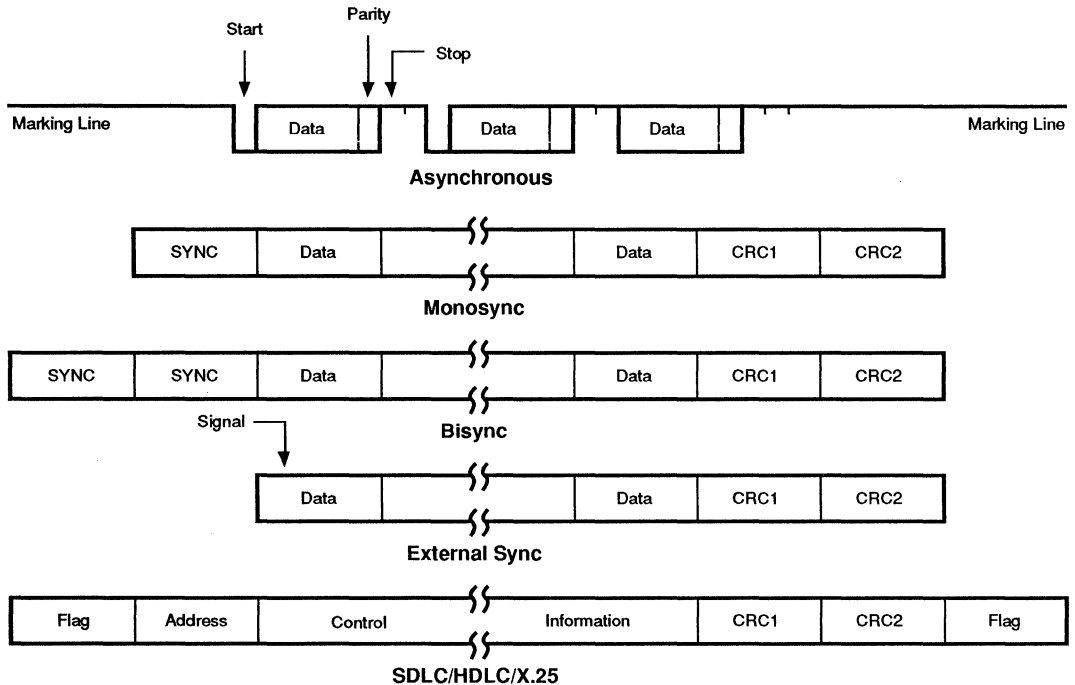 Parity
Start
Stop
Marking Line Data Data Data Marking Line
Asynchronous
SYNC Data Data CRC1 CRC2
Monosync
SYNC SYNC Data Data CRC1 CRC2
Signal
Bisync
Data Data CRC1 CRC2
External Sync
Flag Address Control Information CRC1 CRC2 Flag
SDLC/HDLC/X.25